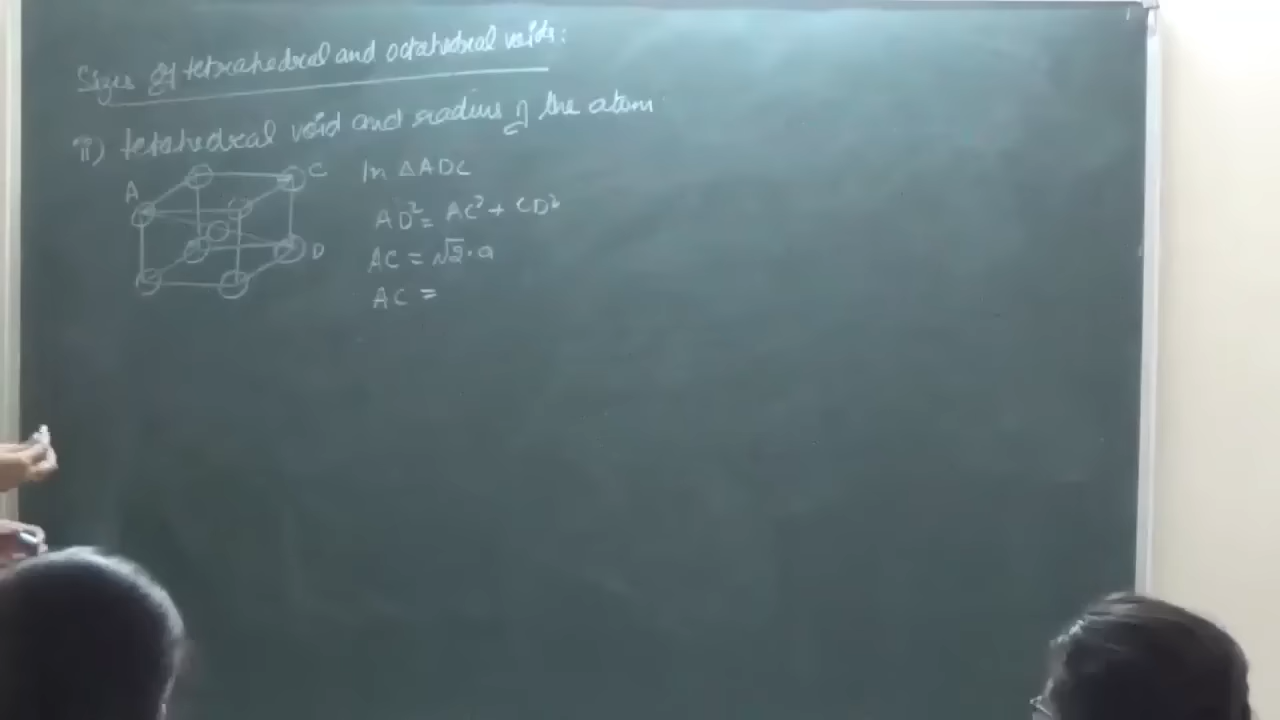 Sizes of tetrahedral and octahedral voids:
ii) tetahedral void and radius of the atom
A
C
D
In △ADC
AD² = AC² + CD²
AC = √2·a
AC =